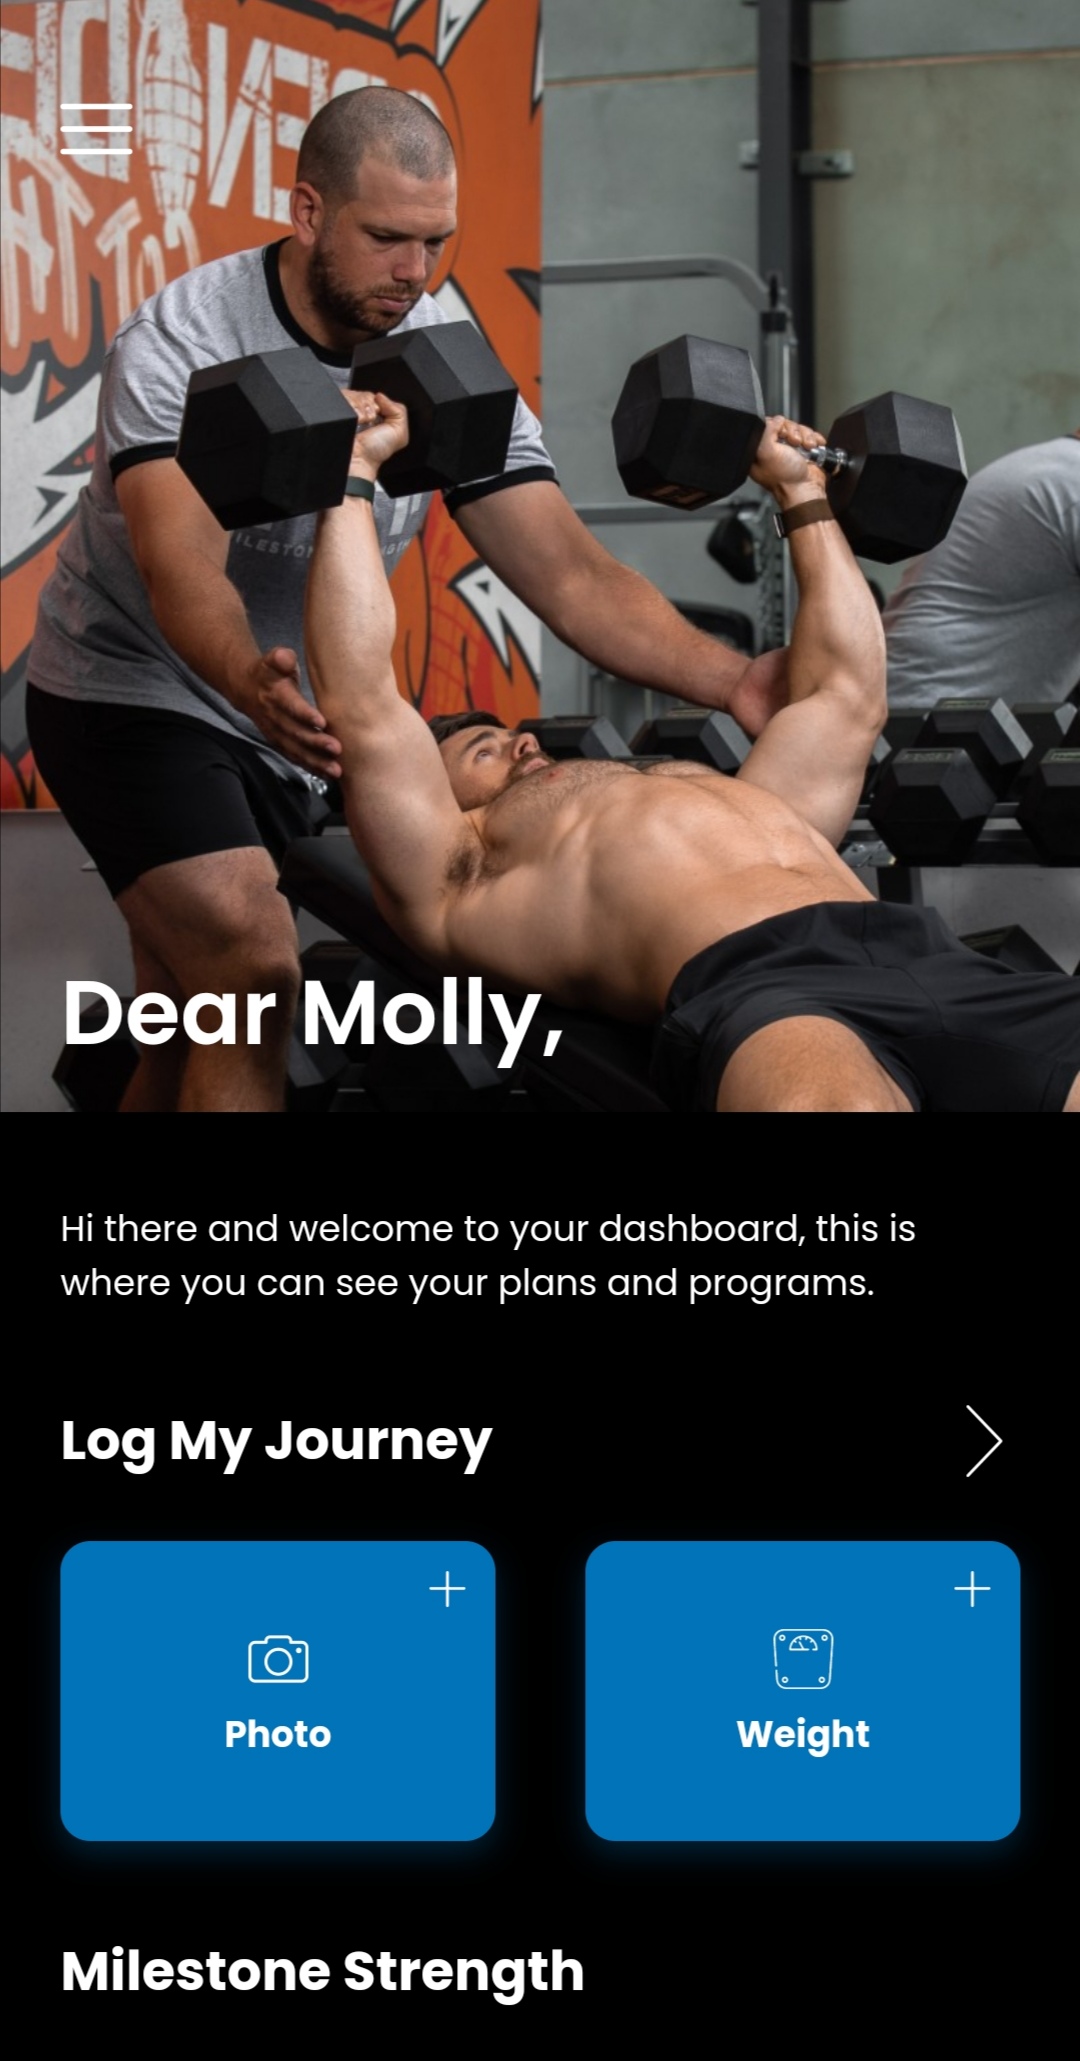 Dear Molly,
Hi there and welcome to your dashboard, this is
where you can see your plans and programs.
Log My Journey
Photo
Weight
Milestone Strength